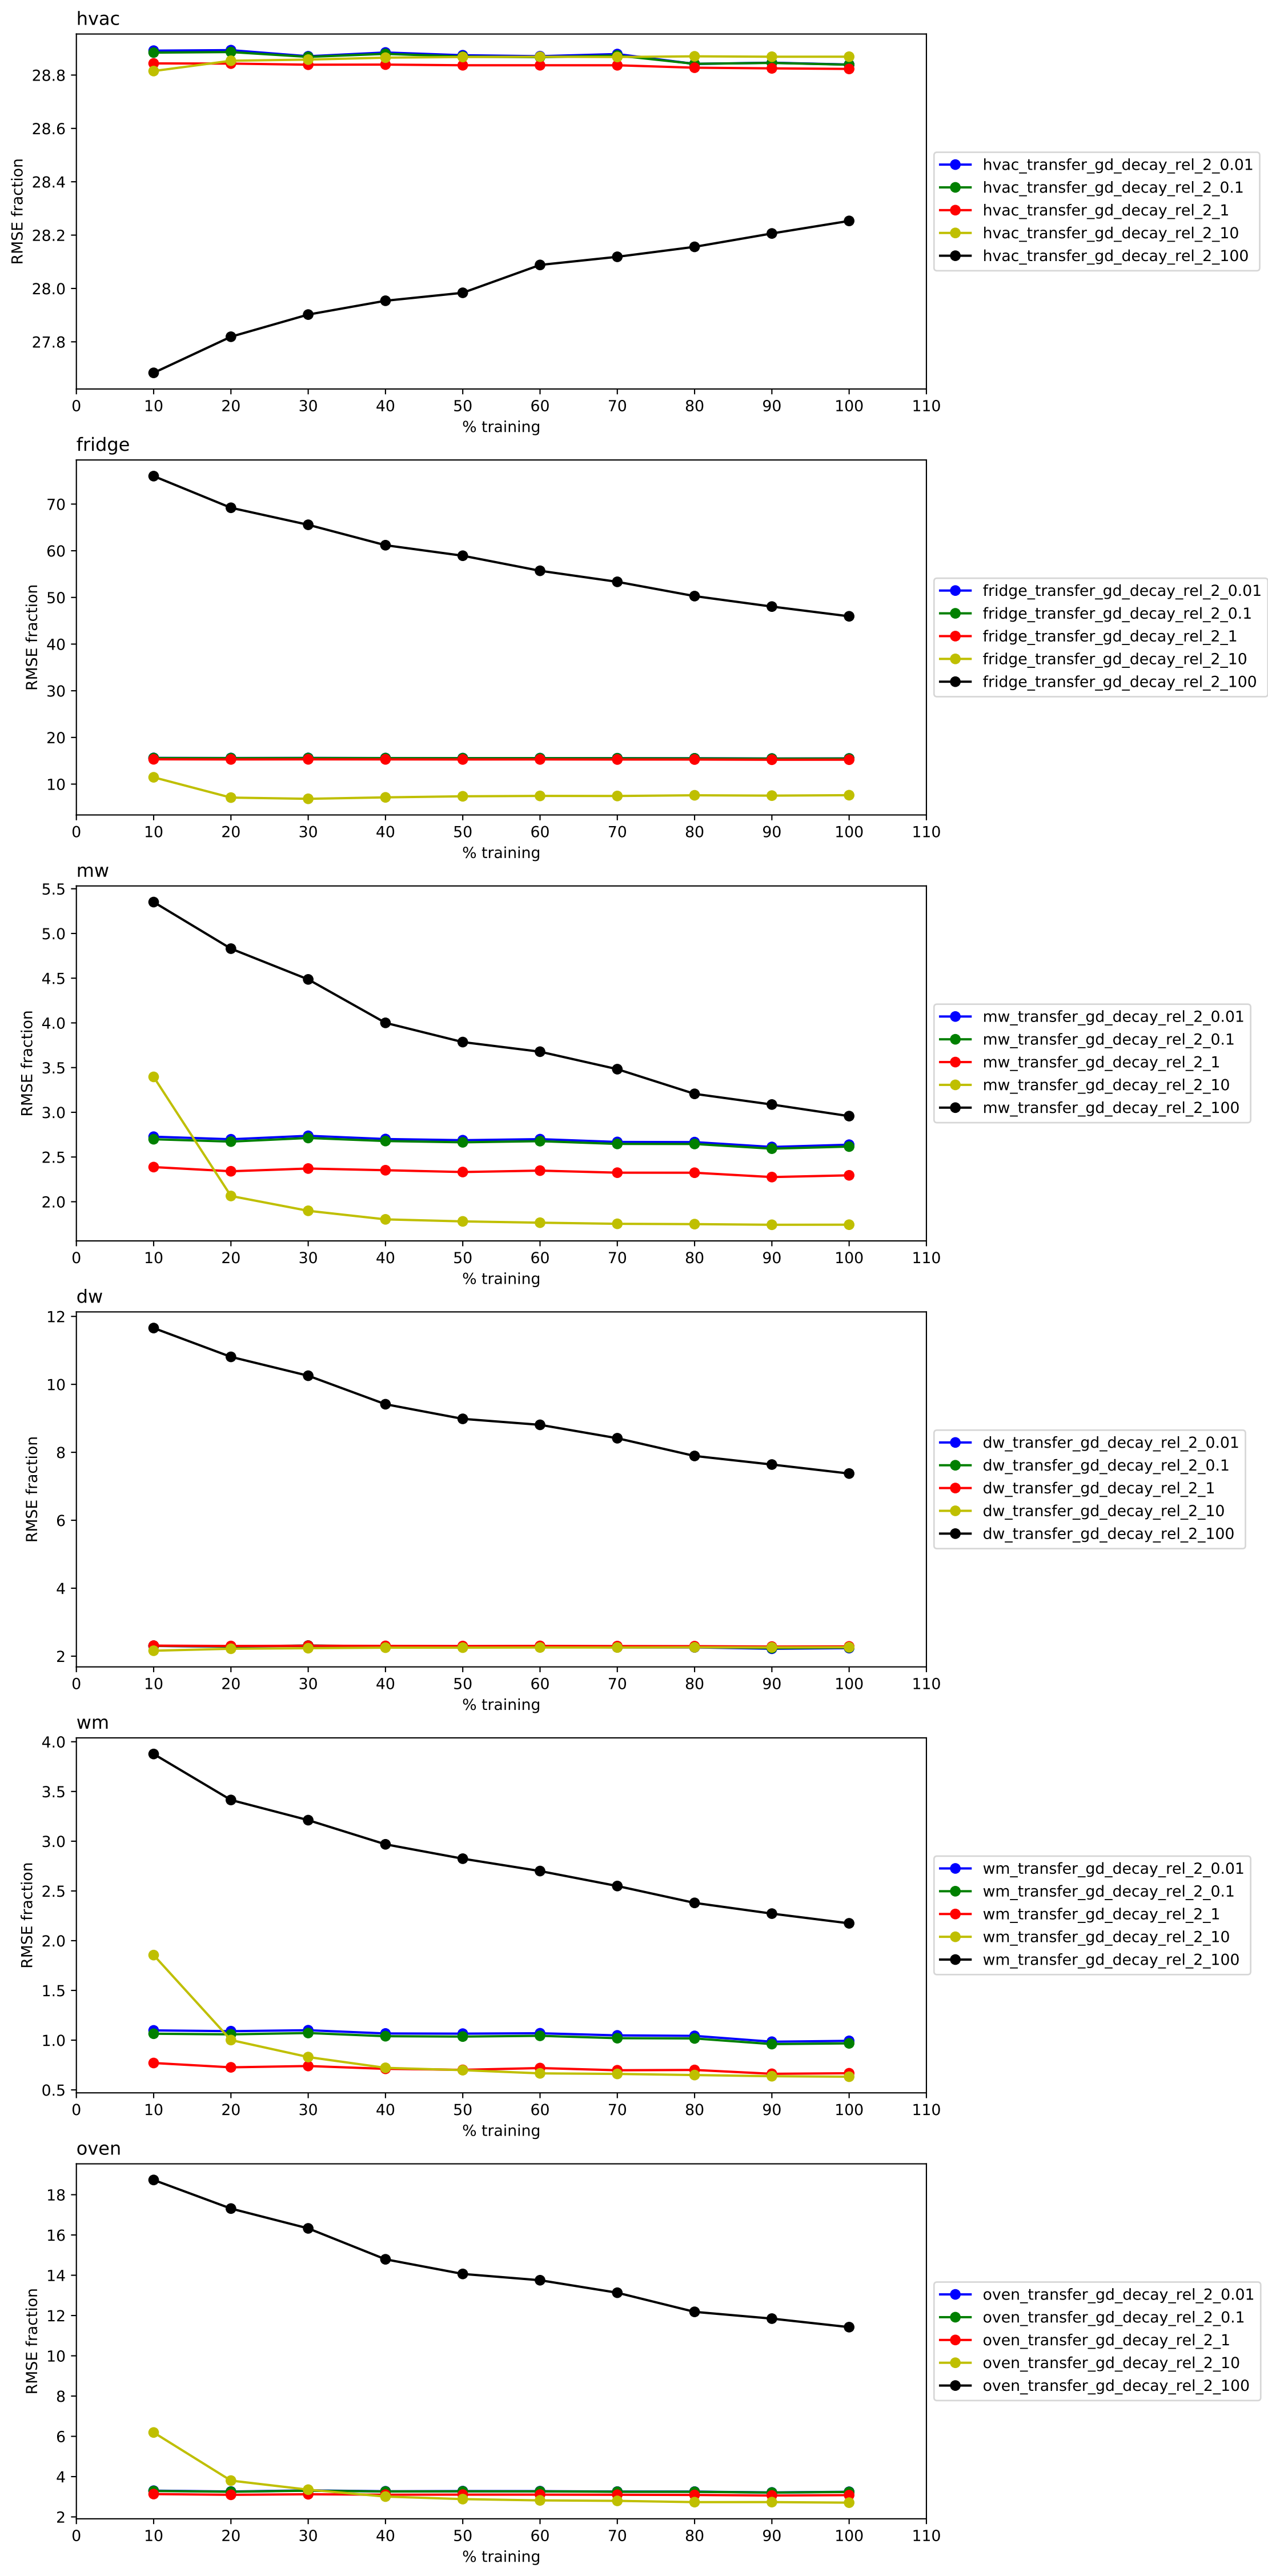 hvac
28.8
28.6
28.4
28.2
28.0
27.8
RMSE fraction
0 10 20 30 40 50 60 70 80 90 100 110
% training
hvac_transfer_gd_decay_rel_2_0.01
hvac_transfer_gd_decay_rel_2_0.1
hvac_transfer_gd_decay_rel_2_1
hvac_transfer_gd_decay_rel_2_10
hvac_transfer_gd_decay_rel_2_100
fridge
70
60
50
40
30
20
10
RMSE fraction
0 10 20 30 40 50 60 70 80 90 100 110
% training
fridge_transfer_gd_decay_rel_2_0.01
fridge_transfer_gd_decay_rel_2_0.1
fridge_transfer_gd_decay_rel_2_1
fridge_transfer_gd_decay_rel_2_10
fridge_transfer_gd_decay_rel_2_100
mw
5.5
5.0
4.5
4.0
3.5
3.0
2.5
2.0
RMSE fraction
0 10 20 30 40 50 60 70 80 90 100 110
% training
mw_transfer_gd_decay_rel_2_0.01
mw_transfer_gd_decay_rel_2_0.1
mw_transfer_gd_decay_rel_2_1
mw_transfer_gd_decay_rel_2_10
mw_transfer_gd_decay_rel_2_100
dw
12
10
8
6
4
2
RMSE fraction
0 10 20 30 40 50 60 70 80 90 100 110
% training
dw_transfer_gd_decay_rel_2_0.01
dw_transfer_gd_decay_rel_2_0.1
dw_transfer_gd_decay_rel_2_1
dw_transfer_gd_decay_rel_2_10
dw_transfer_gd_decay_rel_2_100
wm
4.0
3.5
3.0
2.5
2.0
1.5
1.0
0.5
RMSE fraction
0 10 20 30 40 50 60 70 80 90 100 110
% training
wm_transfer_gd_decay_rel_2_0.01
wm_transfer_gd_decay_rel_2_0.1
wm_transfer_gd_decay_rel_2_1
wm_transfer_gd_decay_rel_2_10
wm_transfer_gd_decay_rel_2_100
oven
18
16
14
12
10
8
6
4
2
RMSE fraction
0 10 20 30 40 50 60 70 80 90 100 110
% training
oven_transfer_gd_decay_rel_2_0.01
oven_transfer_gd_decay_rel_2_0.1
oven_transfer_gd_decay_rel_2_1
oven_transfer_gd_decay_rel_2_10
oven_transfer_gd_decay_rel_2_100